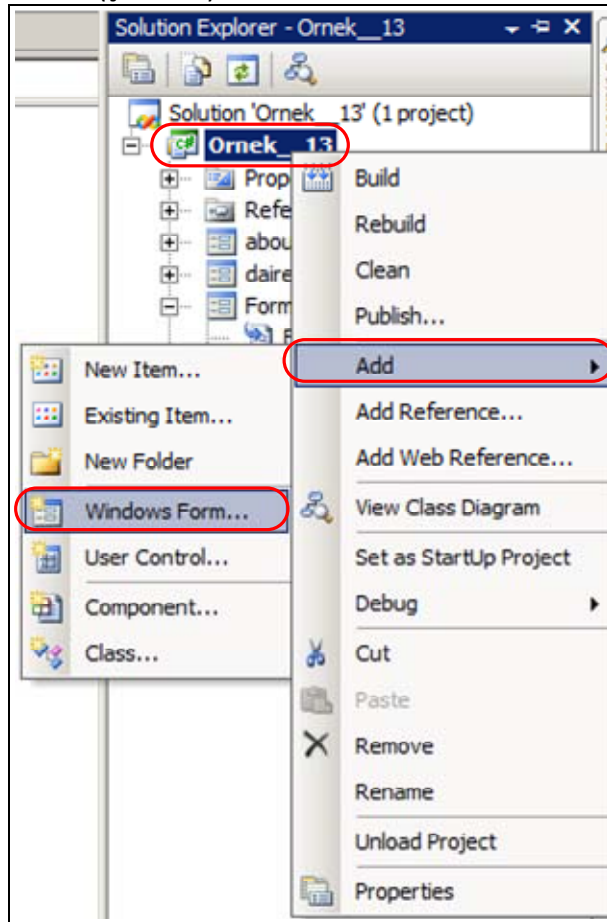 Solution Explorer - Ornek__13
Solution 'Ornek__13' (1 project)
Ornek__13
Prop
Refe
abou
daire
Form
Build
Rebuild
Clean
Publish...
Add
Add Reference...
Add Web Reference...
View Class Diagram
Set as StartUp Project
Debug
Cut
Paste
Remove
Rename
Unload Project
Properties
New Item...
Existing Item...
New Folder
Windows Form...
User Control...
Component...
Class...